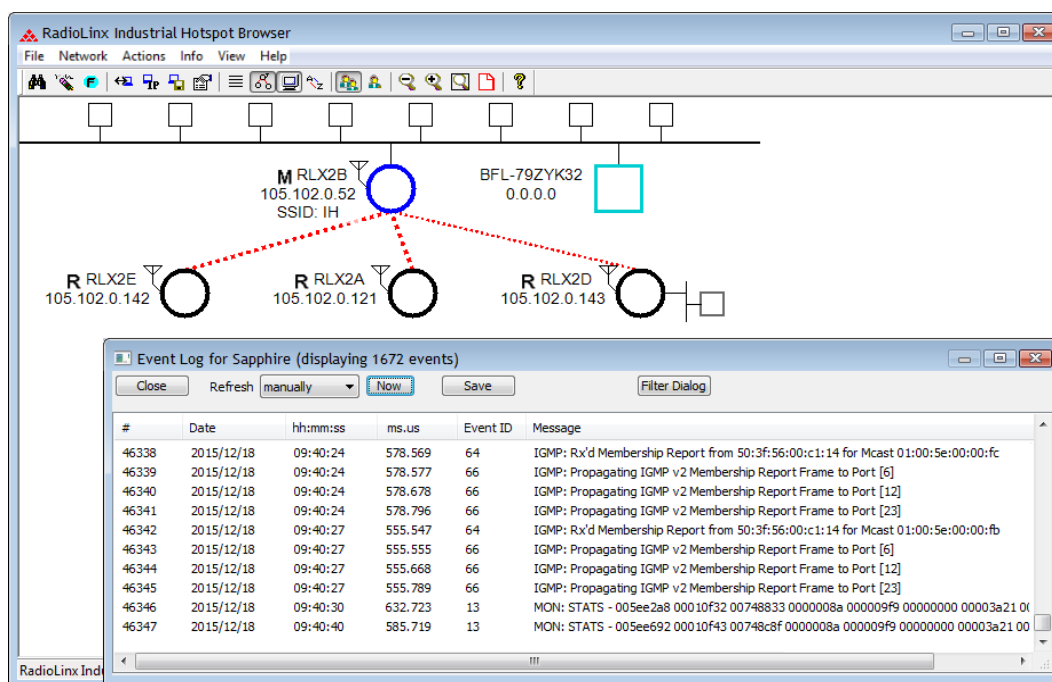 RadioLinx Industrial Hotspot Browser
File Network Actions Info View Help
M RLX2B
105.102.0.52
SSID: IH
BFL-79ZYK32
0.0.0.0
R RLX2E
105.102.0.142
R RLX2A
105.102.0.121
R RLX2D
105.102.0.143
Event Log for Sapphire (displaying 1672 events)
Close Refresh manually Now Save Filter Dialog
# Date hh:mm:ss ms.us Event ID Message
46338 2015/12/18 09:40:24 578.569 64 IGMP: Rx'd Membership Report from 50:3f:56:00:c1:14 for Mcast 01:00:5e:00:00:fc
46339 2015/12/18 09:40:24 578.577 66 IGMP: Propagating IGMP v2 Membership Report Frame to Port [6]
46340 2015/12/18 09:40:24 578.678 66 IGMP: Propagating IGMP v2 Membership Report Frame to Port [12]
46341 2015/12/18 09:40:24 578.796 66 IGMP: Propagating IGMP v2 Membership Report Frame to Port [23]
46342 2015/12/18 09:40:27 555.547 64 IGMP: Rx'd Membership Report from 50:3f:56:00:c1:14 for Mcast 01:00:5e:00:00:fb
46343 2015/12/18 09:40:27 555.555 66 IGMP: Propagating IGMP v2 Membership Report Frame to Port [6]
46344 2015/12/18 09:40:27 555.668 66 IGMP: Propagating IGMP v2 Membership Report Frame to Port [12]
46345 2015/12/18 09:40:27 555.789 66 IGMP: Propagating IGMP v2 Membership Report Frame to Port [23]
46346 2015/12/18 09:40:30 632.723 13 MON: STATS - 005ee2a8 00010f32 00748833 0000008a 000009f9 00000000 00003a21
46347 2015/12/18 09:40:40 585.719 13 MON: STATS - 005ee692 00010f43 00748c8f 0000008a 000009f9 00000000 00003a21 00
RadioLinx Indu